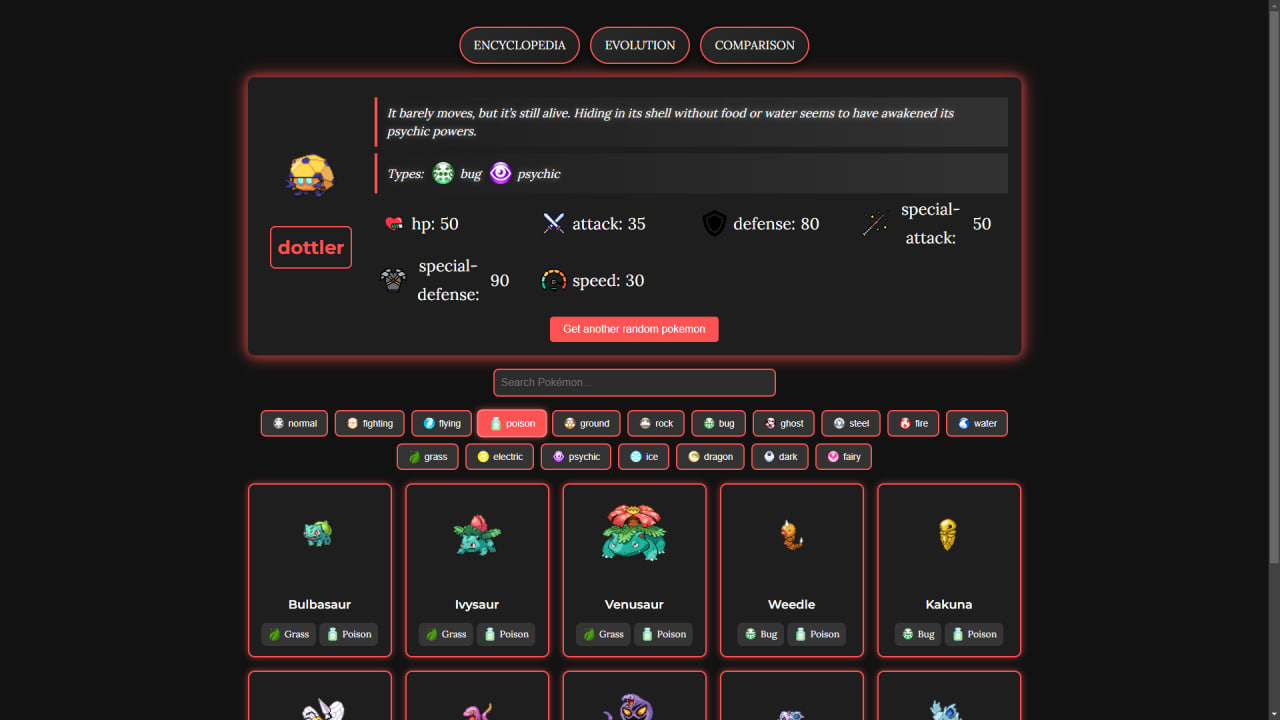 ENCYCLOPEDIA EVOLUTION COMPARISON
It barely moves, but it's still alive. Hiding in its shell without food or water seems to have awakened its
psychic powers.
Types: bug psychic
dottler
hp: 50 attack: 35 defense: 80 special-attack: 50
special-defense: 90 speed: 30
Get another random pokemon
Search Pokémon...
normal fighting flying poison ground rock bug ghost steel fire water
grass electric psychic ice dragon dark fairy
Bulbasaur Ivysaur Venusaur Weedle Kakuna
Grass Poison Grass Poison Grass Poison Bug Poison Bug Poison